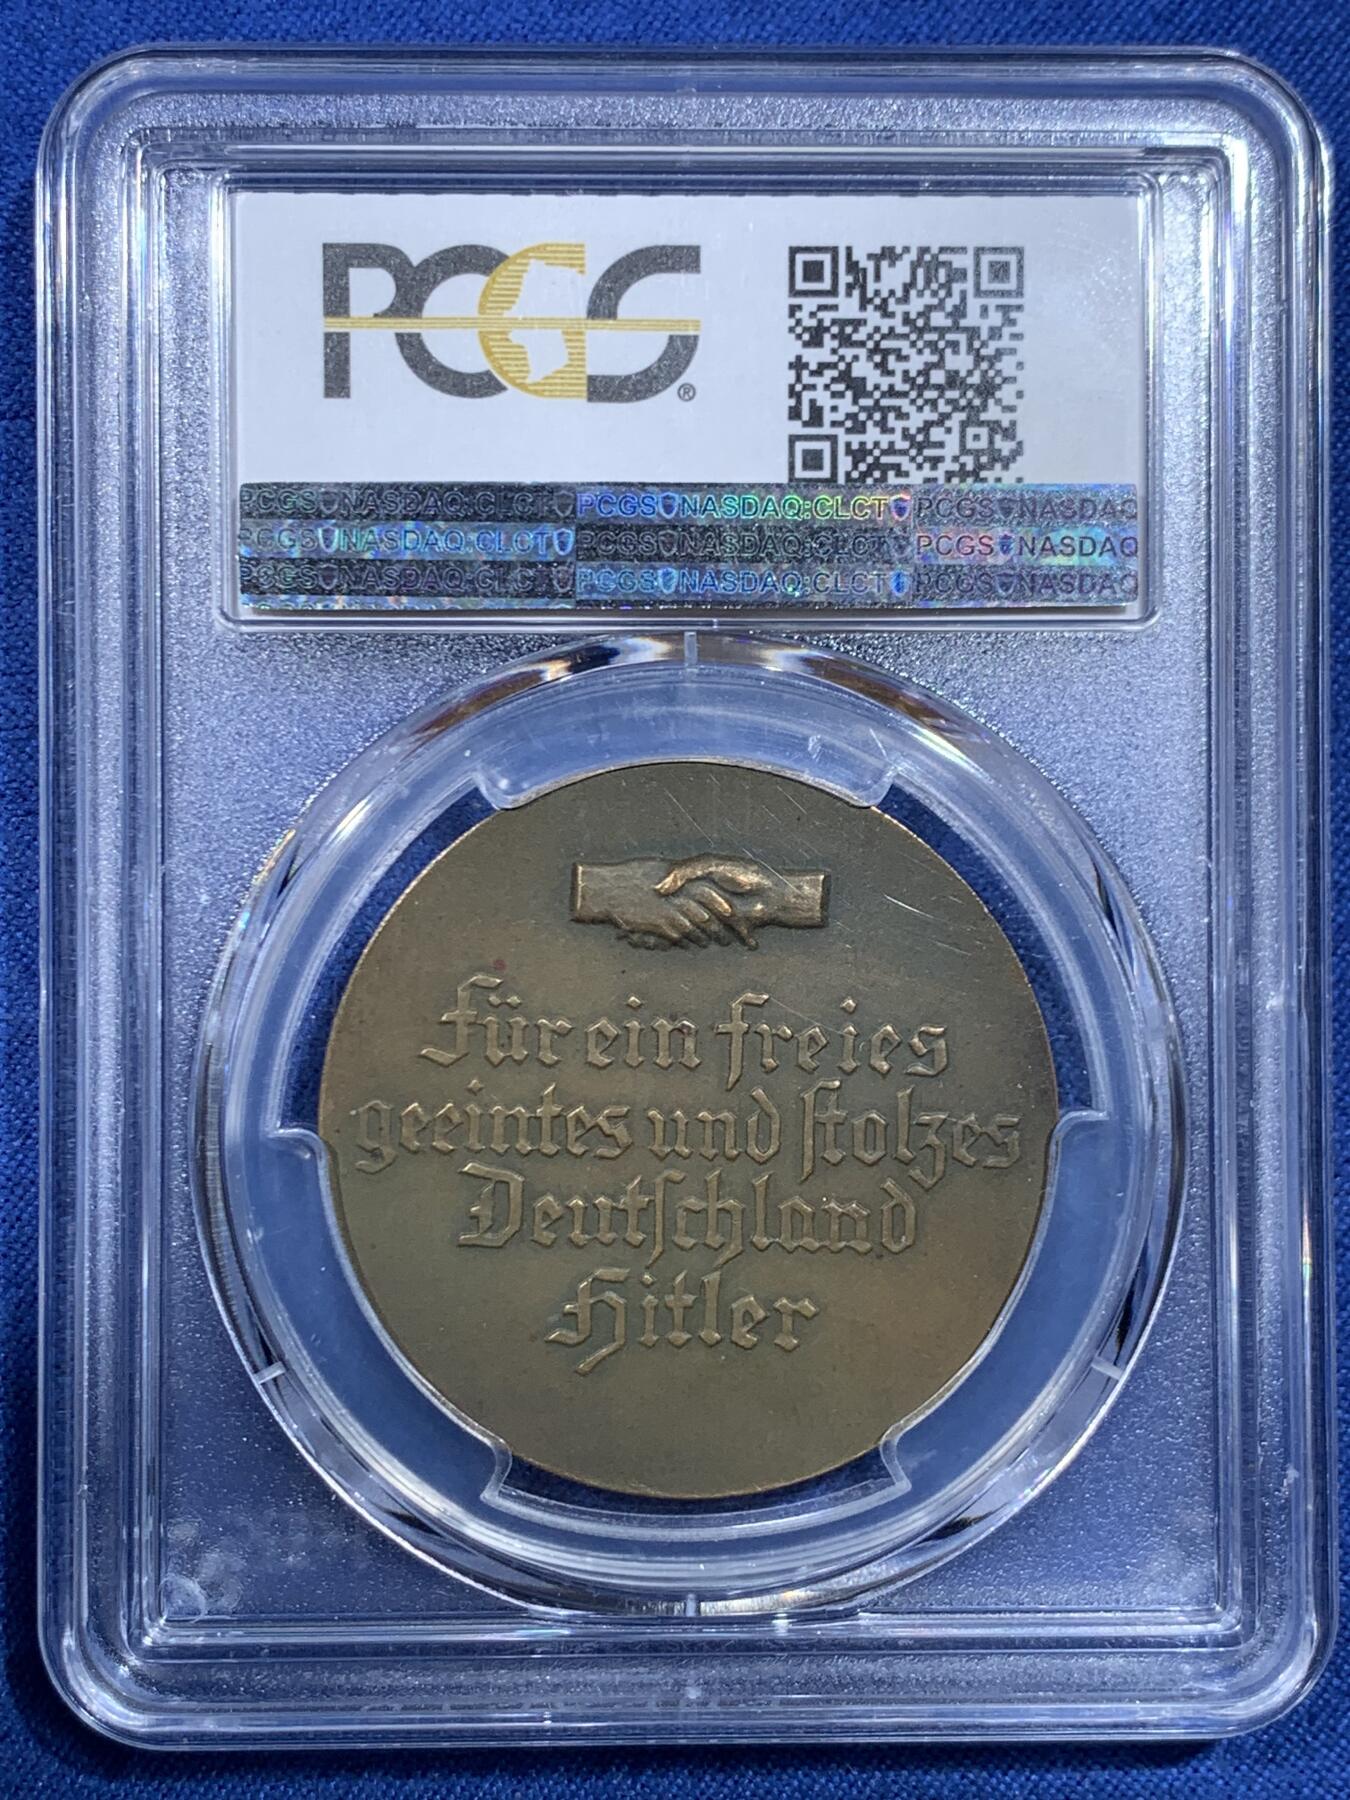 PCGS®
PCGS NASDAQ:CLCT PCGS NASDAQ:CLCT PCGS NASDAQ
PCGS NASDAQ:CLCT PCGS NASDAQ:CLCT PCGS NASDAQ
PCGS NASDAQ:CLCT PCGS NASDAQ:CLCT PCGS NASDAQ
für ein freies
geeintes und ſtolzes
Deutſchland
Hitler